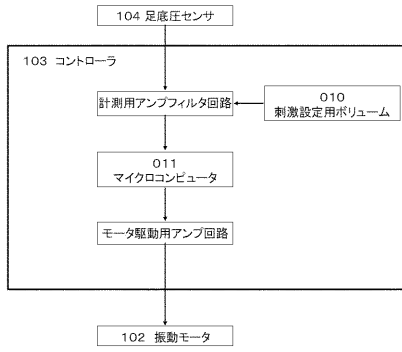 104 足底圧センサ
103 コントローラ
計測用アンプフィルタ回路
010
刺激設定用ボリューム
011
マイクロコンピュータ
モータ駆動用アンプ回路
102 振動モータ